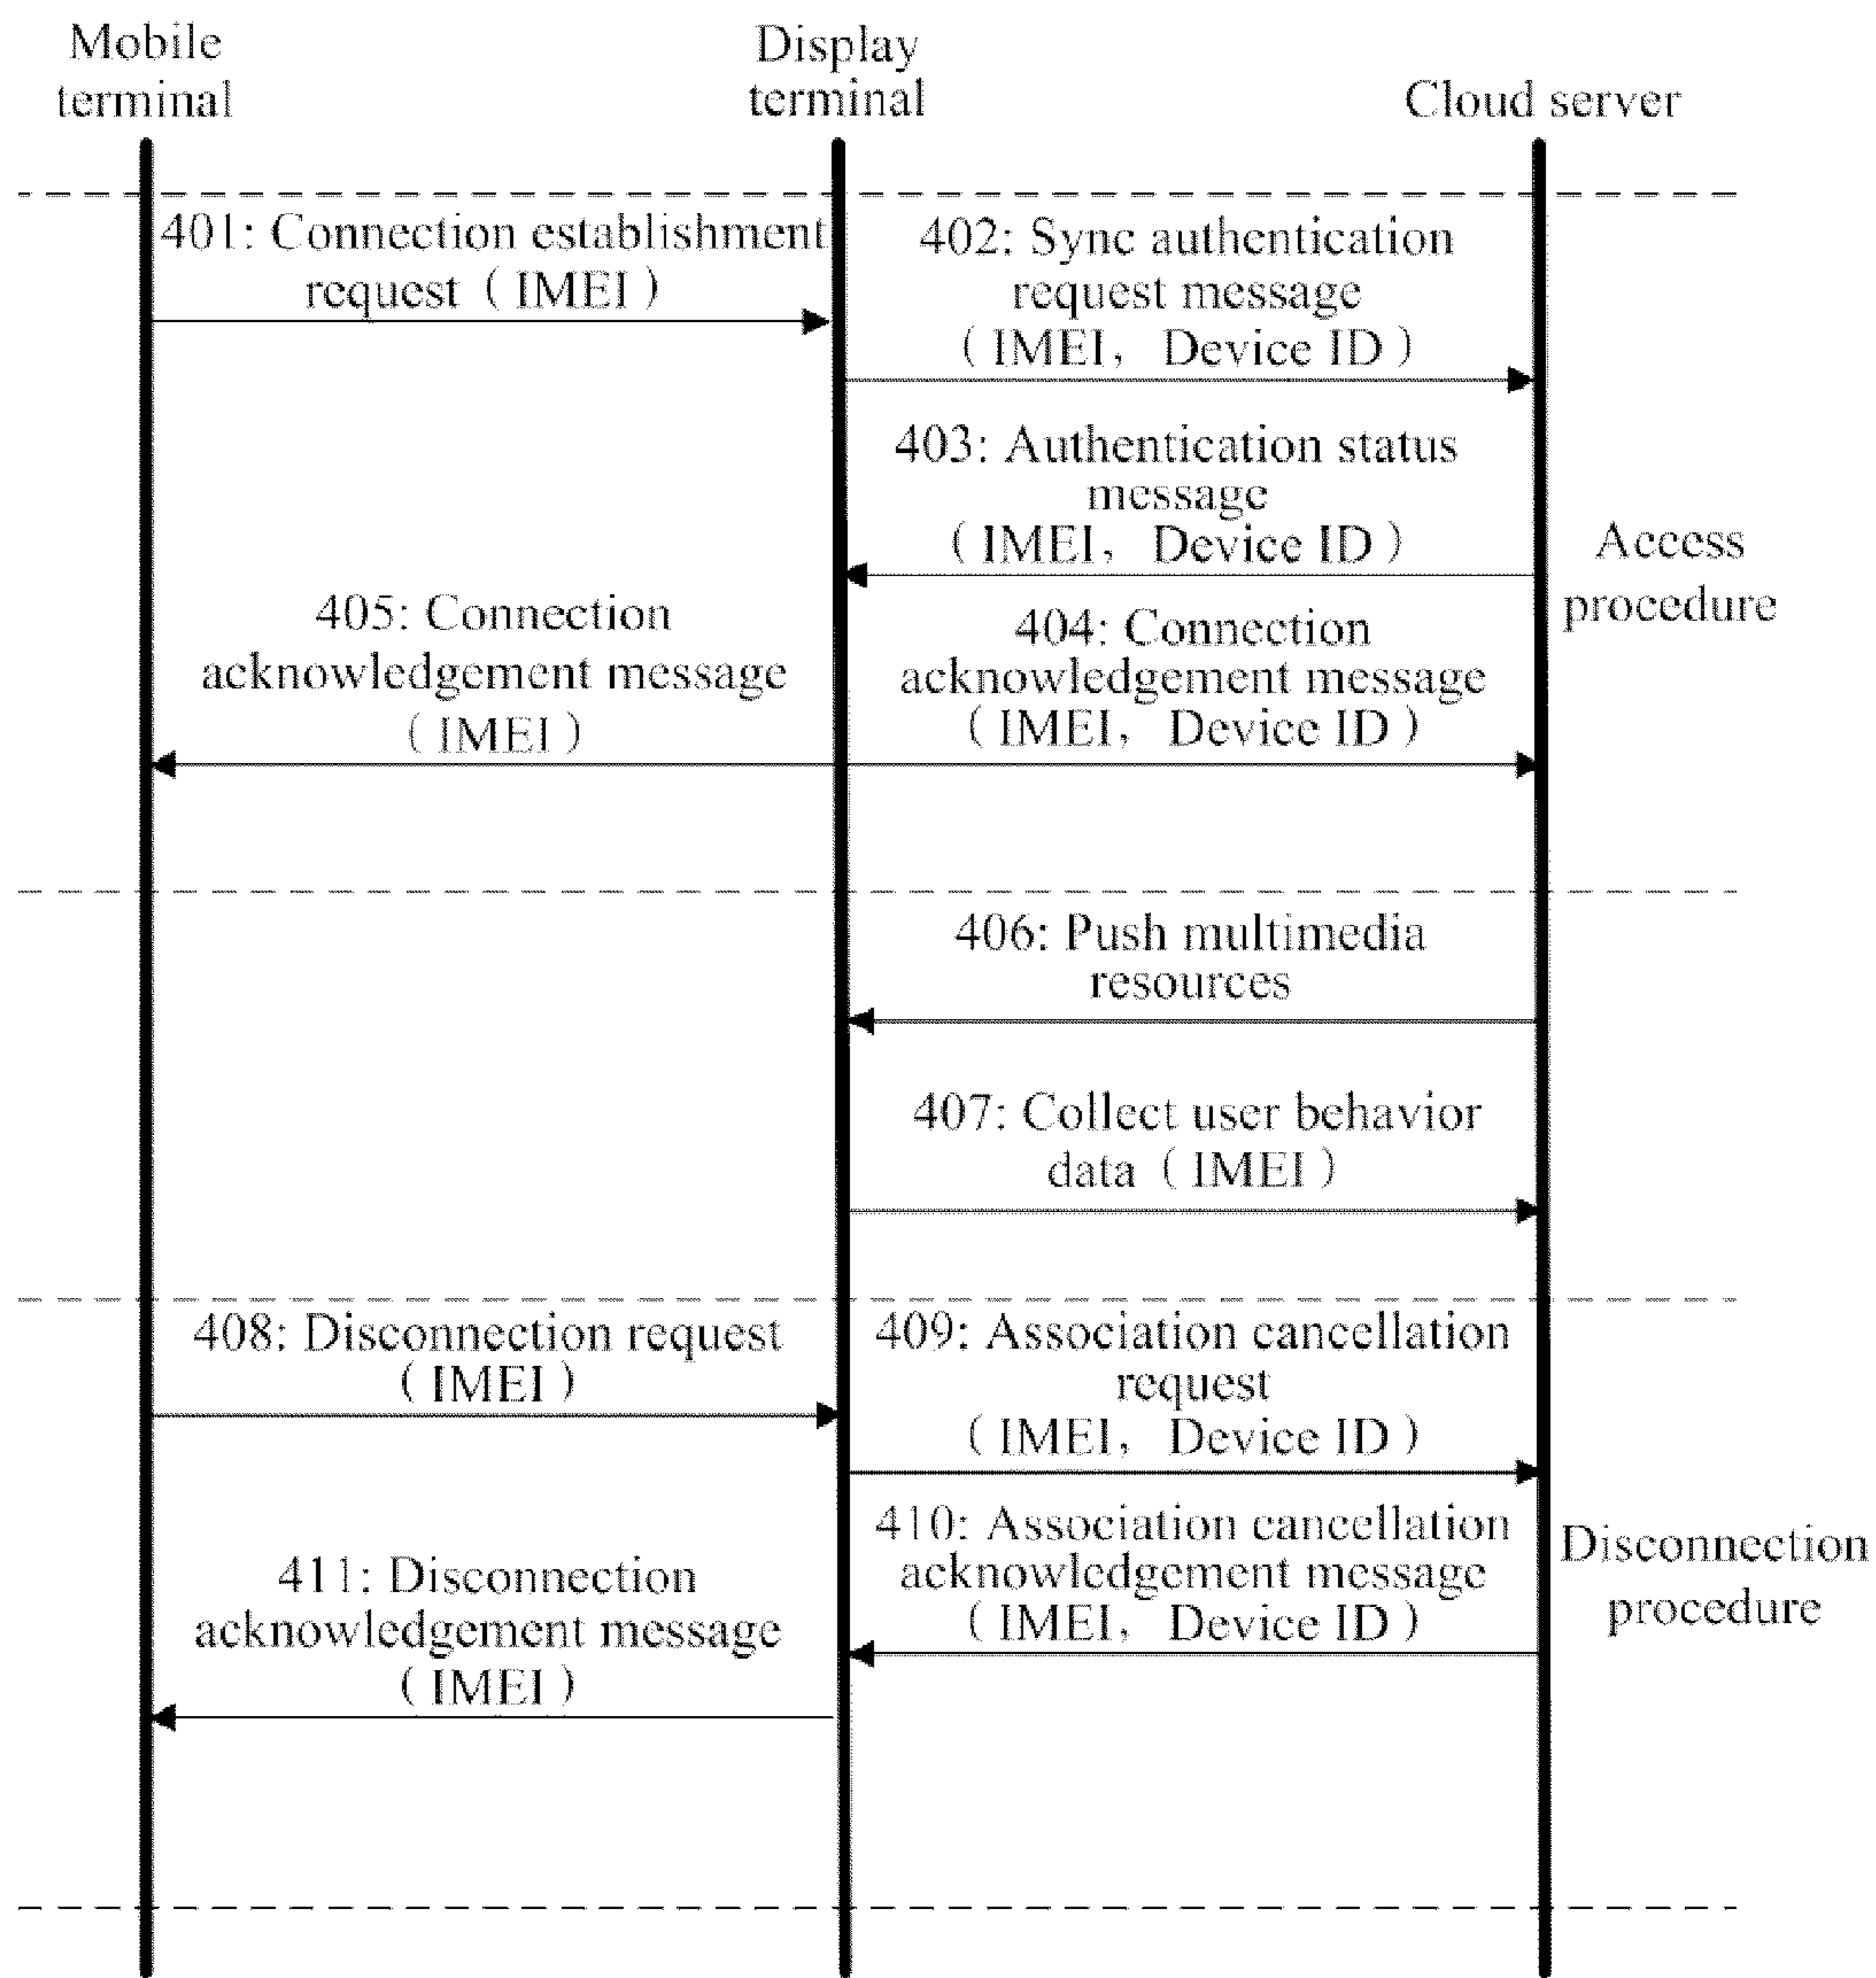 Mobile
terminal
Display
terminal
Cloud server
401: Connection establishment
request ( IMEI )
402: Sync authentication
request message
( IMEI, Device ID )
403: Authentication status
message
( IMEI, Device ID )
Access
procedure
405: Connection
acknowledgement message
( IMEI )
404: Connection
acknowledgement message
( IMEI, Device ID )
406: Push multimedia
resources
407: Collect user behavior
data ( IMEI )
408: Disconnection request
( IMEI )
409: Association cancellation
request
( IMEI, Device ID )
410: Association cancellation
acknowledgement message
( IMEI, Device ID )
411: Disconnection
acknowledgement message
( IMEI )
Disconnection
procedure